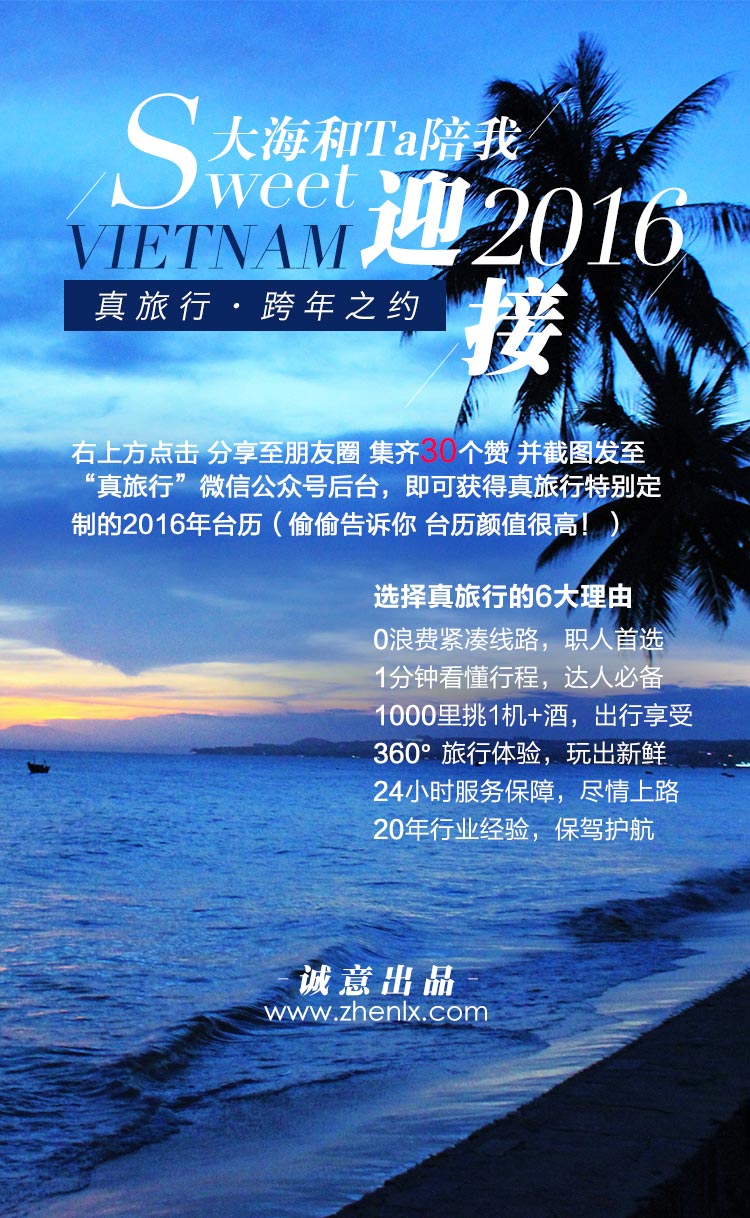 大海和Ta陪我
Sweet
VIETNAM
迎接2016
真旅行·跨年之约
右上方点击 分享至朋友圈 集齐30个赞 并截图发至
“真旅行”微信公众号后台，即可获得真旅行特别定
制的2016年台历（偷偷告诉你 台历颜值很高！）
选择真旅行的6大理由
0浪费紧凑线路，职人首选
1分钟看懂行程，达人必备
1000里挑1机+酒，出行享受
360° 旅行体验，玩出新鲜
24小时服务保障，尽情上路
20年行业经验，保驾护航
- 诚意出品 -
www.zhenlx.com